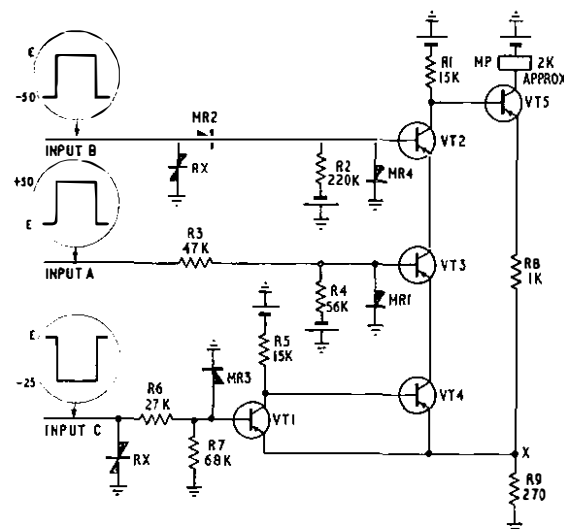 E
-50
INPUT B
MR2
RX
R2
220K
MR4
VT2
R1
15K
MP
2K
APPROX
VT5
+50
E
INPUT A
R3
47K
R4
56K
MR1
VT3
R8
1K
E
-25
INPUT C
R6
27K
R5
15K
MR3
VT1
VT4
RX
R7
68K
X
R9
270